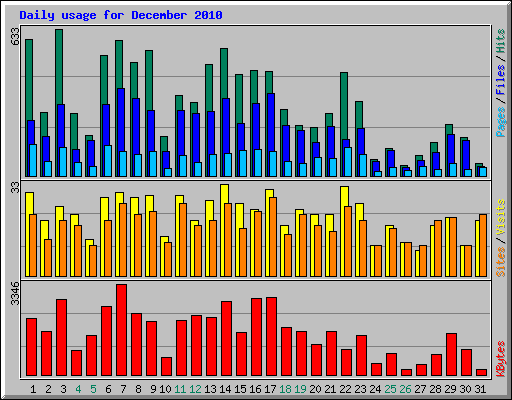 Daily usage for December 2010
633
Pages / Files / Hits
33
Sites / Visits
3346
KBytes
1 2 3 4 5 6 7 8 9 10 11 12 13 14 15 16 17 18 19 20 21 22 23 24 25 26 27 28 29 30 31